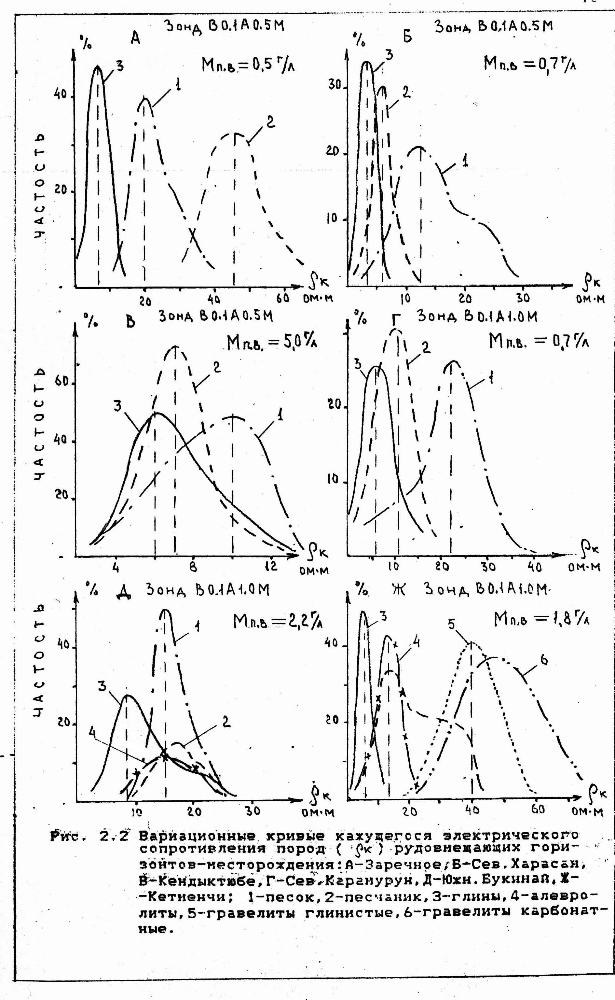 Зонд В0.1А0.5М
А
%
Мп.в. = 0,5 г/л
3
1
2
40
20
ЧАСТОСТЬ
20 40 60
ρк
ом·м
Зонд В0,1А0.5М
Б
%
Мп.в = 0,7 г/л
3
2
1
30
20
10
10 20 30
ρк
ом·м
% В Зонд В0.1А0.5М
Мп.в. = 5,0 г/л
2
3
1
60
40
20
ЧАСТОСТЬ
4 8 12
ρк
ом·м
% Г Зонд В0.1А1.0М
Мп.в. = 0,7 г/л
2
3
1
20
10
10 20 30 40
ρк
ом·м
% Д Зонд В0.1А1.0М
Мп.в = 2,2 г/л
1
3
2
4
40
20
ЧАСТОСТЬ
10 20 30
ρк
ом·м
% Ж Зонд В0.1А1.0М
Мп.в = 1,8 г/л
3
5
4
6
40
20
20 40 60
ρк
ом·м
Рис. 2.2 Вариационные кривые кажущегося электрического
сопротивления пород ( ρк ) рудовмещающих гори-
зонтов-месторождения:А-Заречное,Б-Сев.Харасан,
В-Кендыктюбе,Г-Сев.Карамурун,Д-Южн.Букинай,Ж-
-Кетменчи; 1-песок,2-песчаник,3-глины,4-алевро-
литы,5-гравелиты глинистые,6-гравелиты карбонат-
ные.